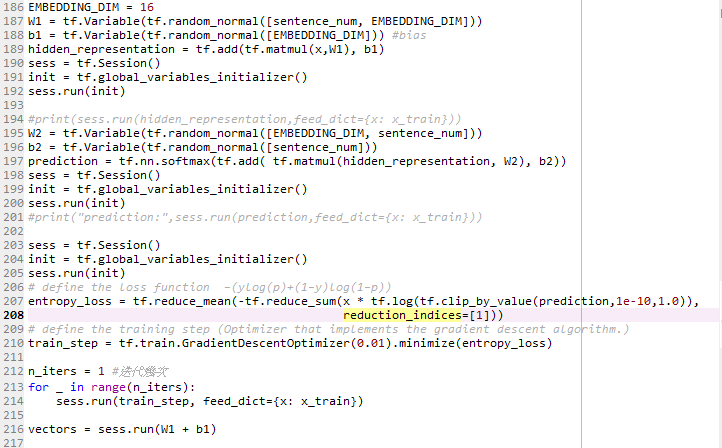 186 EMBEDDING_DIM = 16
187 W1 = tf.Variable(tf.random_normal([sentence_num, EMBEDDING_DIM]))
188 b1 = tf.Variable(tf.random_normal([EMBEDDING_DIM])) #bias
189 hidden_representation = tf.add(tf.matmul(x,W1), b1)
190 sess = tf.Session()
191 init = tf.global_variables_initializer()
192 sess.run(init)
193
194 #print(sess.run(hidden_representation,feed_dict={x: x_train}))
195 W2 = tf.Variable(tf.random_normal([EMBEDDING_DIM, sentence_num]))
196 b2 = tf.Variable(tf.random_normal([sentence_num]))
197 prediction = tf.nn.softmax(tf.add( tf.matmul(hidden_representation, W2), b2))
198 sess = tf.Session()
199 init = tf.global_variables_initializer()
200 sess.run(init)
201 #print("prediction:",sess.run(prediction,feed_dict={x: x_train}))
202
203 sess = tf.Session()
204 init = tf.global_variables_initializer()
205 sess.run(init)
206 # define the loss function  -(ylog(p)+(1-y)log(1-p))
207 entropy_loss = tf.reduce_mean(-tf.reduce_sum(x * tf.log(tf.clip_by_value(prediction,1e-10,1.0)),
208 reduction_indices=[1]))
209 # define the training step (Optimizer that implements the gradient descent algorithm.)
210 train_step = tf.train.GradientDescentOptimizer(0.01).minimize(entropy_loss)
211
212 n_iters = 1 #迭代幾次
213 for _ in range(n_iters):
214     sess.run(train_step, feed_dict={x: x_train})
215
216 vectors = sess.run(W1 + b1)
217